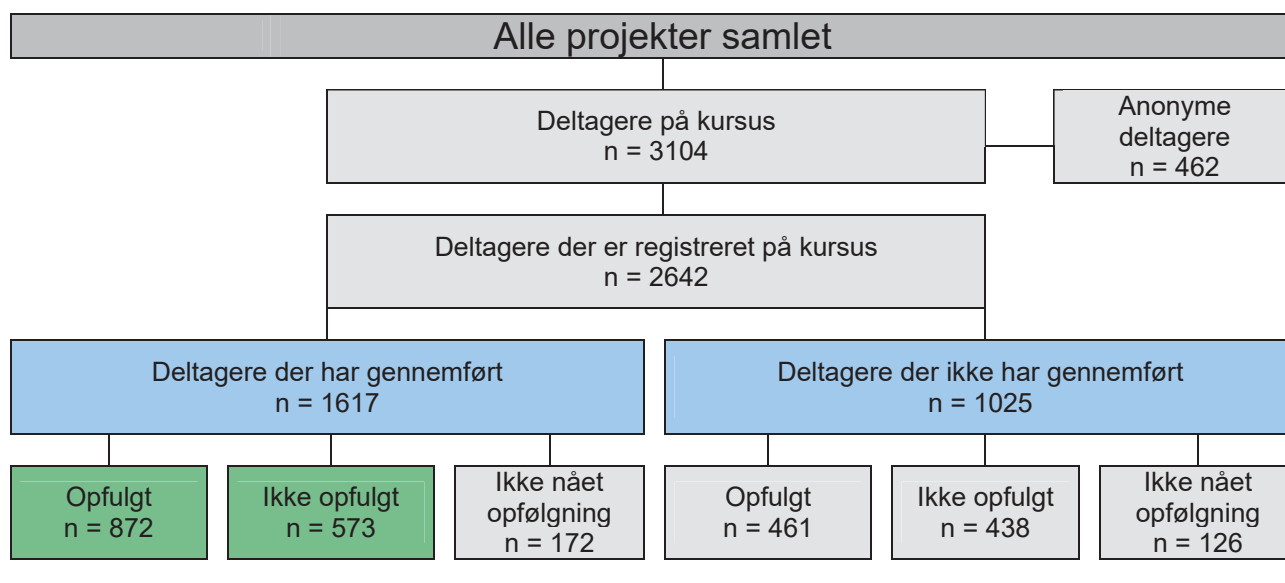 Alle projekter samlet
Deltagere på kursus
n = 3104
Anonyme
deltagere
n = 462
Deltagere der er registreret på kursus
n = 2642
Deltagere der har gennemført
n = 1617
Deltagere der ikke har gennemført
n = 1025
Opfulgt
n = 872
Ikke opfulgt
n = 573
Ikke nået
opfølgning
n = 172
Opfulgt
n = 461
Ikke opfulgt
n = 438
Ikke nået
opfølgning
n = 126